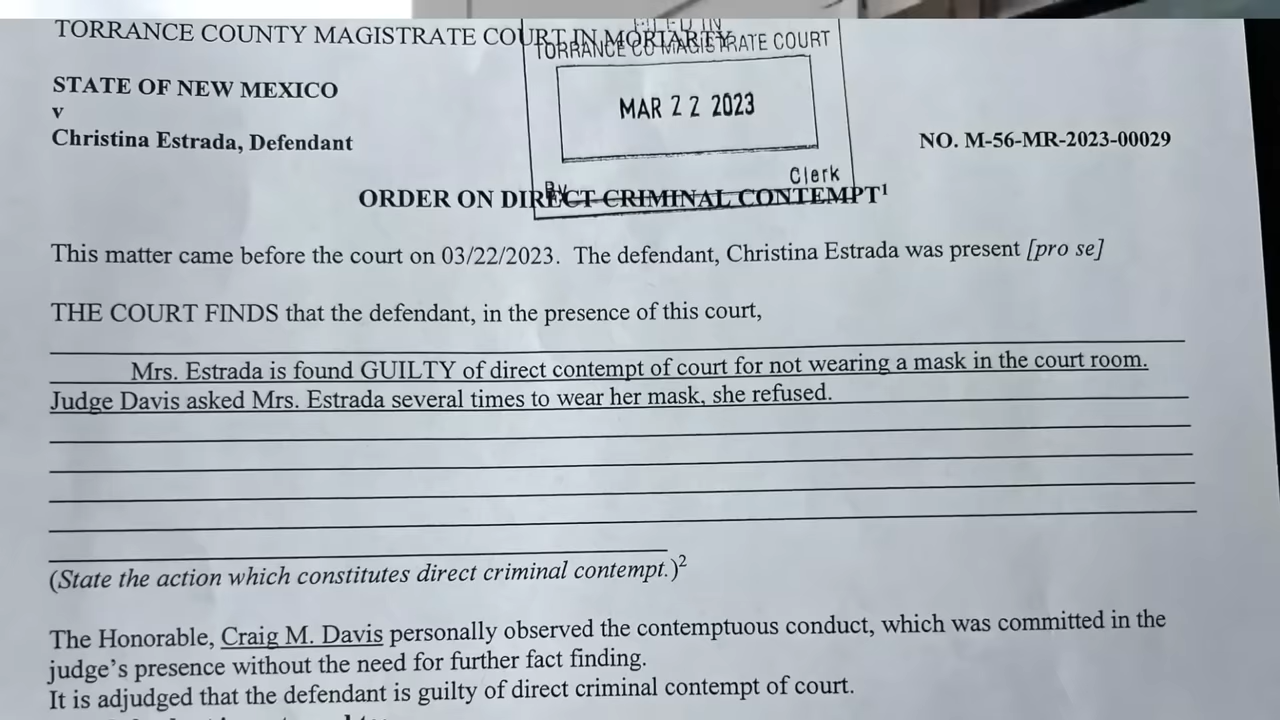 TORRANCE COUNTY MAGISTRATE COURT IN MORIARTY
FILED IN
TORRANCE CO MAGISTRATE COURT
STATE OF NEW MEXICO
v
MAR 22 2023
Christina Estrada, Defendant
NO. M-56-MR-2023-00029
By
Clerk
ORDER ON DIRECT CRIMINAL CONTEMPT¹
This matter came before the court on 03/22/2023. The defendant, Christina Estrada was present [pro se]
THE COURT FINDS that the defendant, in the presence of this court,
Mrs. Estrada is found GUILTY of direct contempt of court for not wearing a mask in the court room.
Judge Davis asked Mrs. Estrada several times to wear her mask, she refused.
(State the action which constitutes direct criminal contempt.)²
The Honorable, Craig M. Davis personally observed the contemptuous conduct, which was committed in the
judge's presence without the need for further fact finding.
It is adjudged that the defendant is guilty of direct criminal contempt of court.